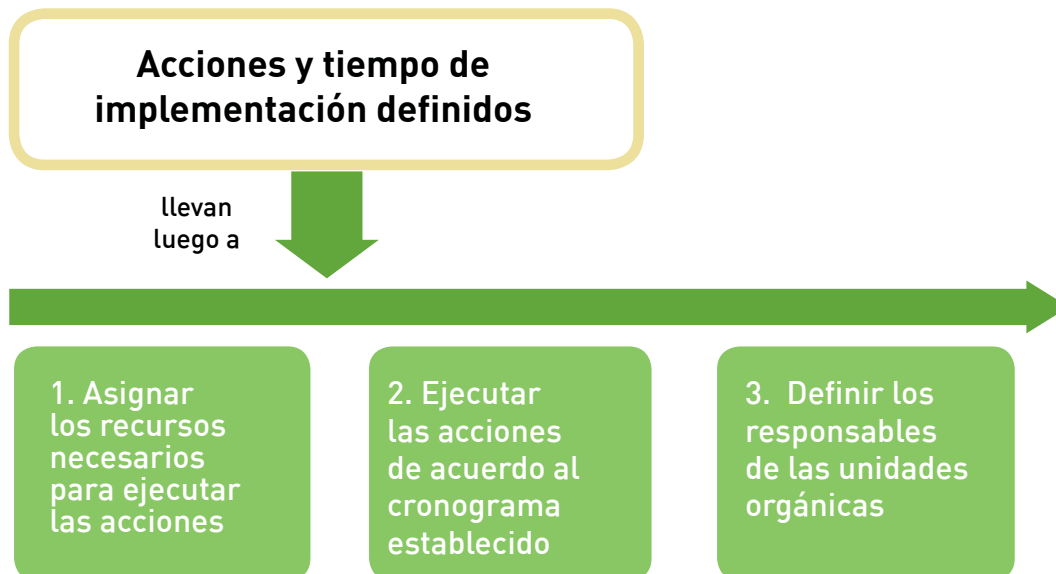 Acciones y tiempo de
implementación definidos
llevan
luego a
1. Asignar
los recursos
necesarios
para ejecutar
las acciones
2. Ejecutar
las acciones
de acuerdo al
cronograma
establecido
3. Definir los
responsables
de las unidades
orgánicas